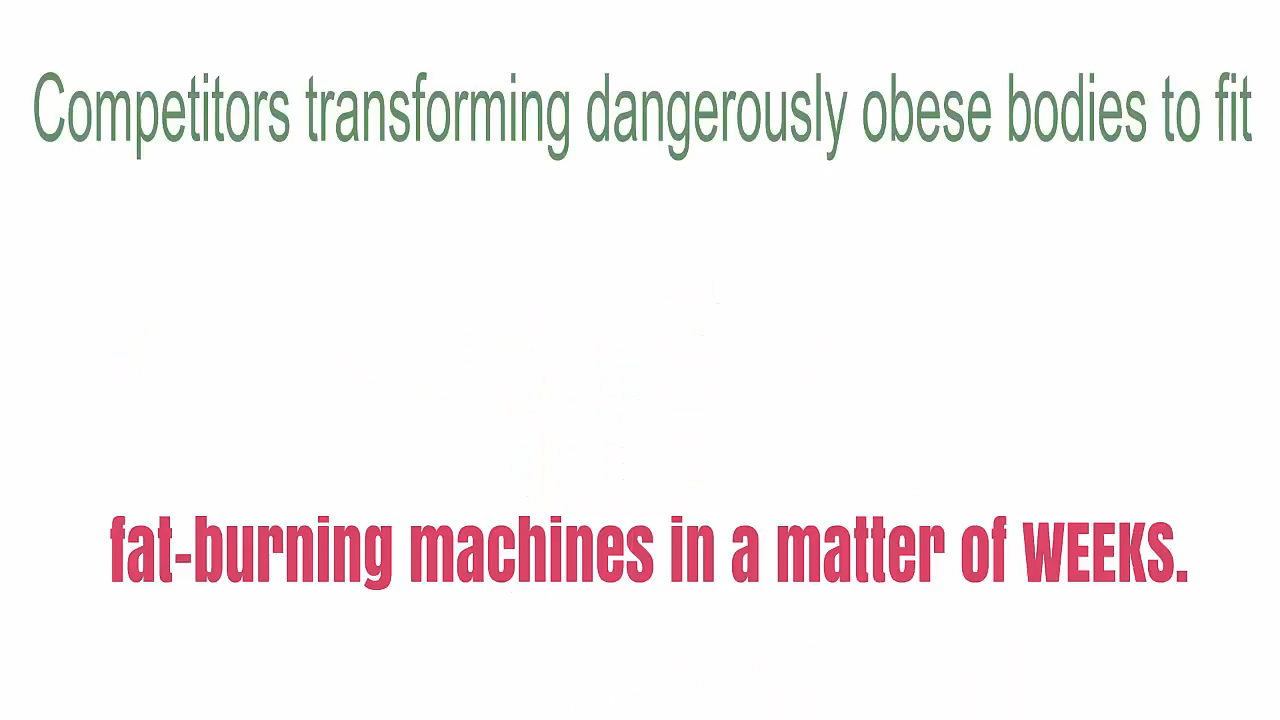 Competitors transforming dangerously obese bodies to fit
fat-burning machines in a matter of WEEKS.